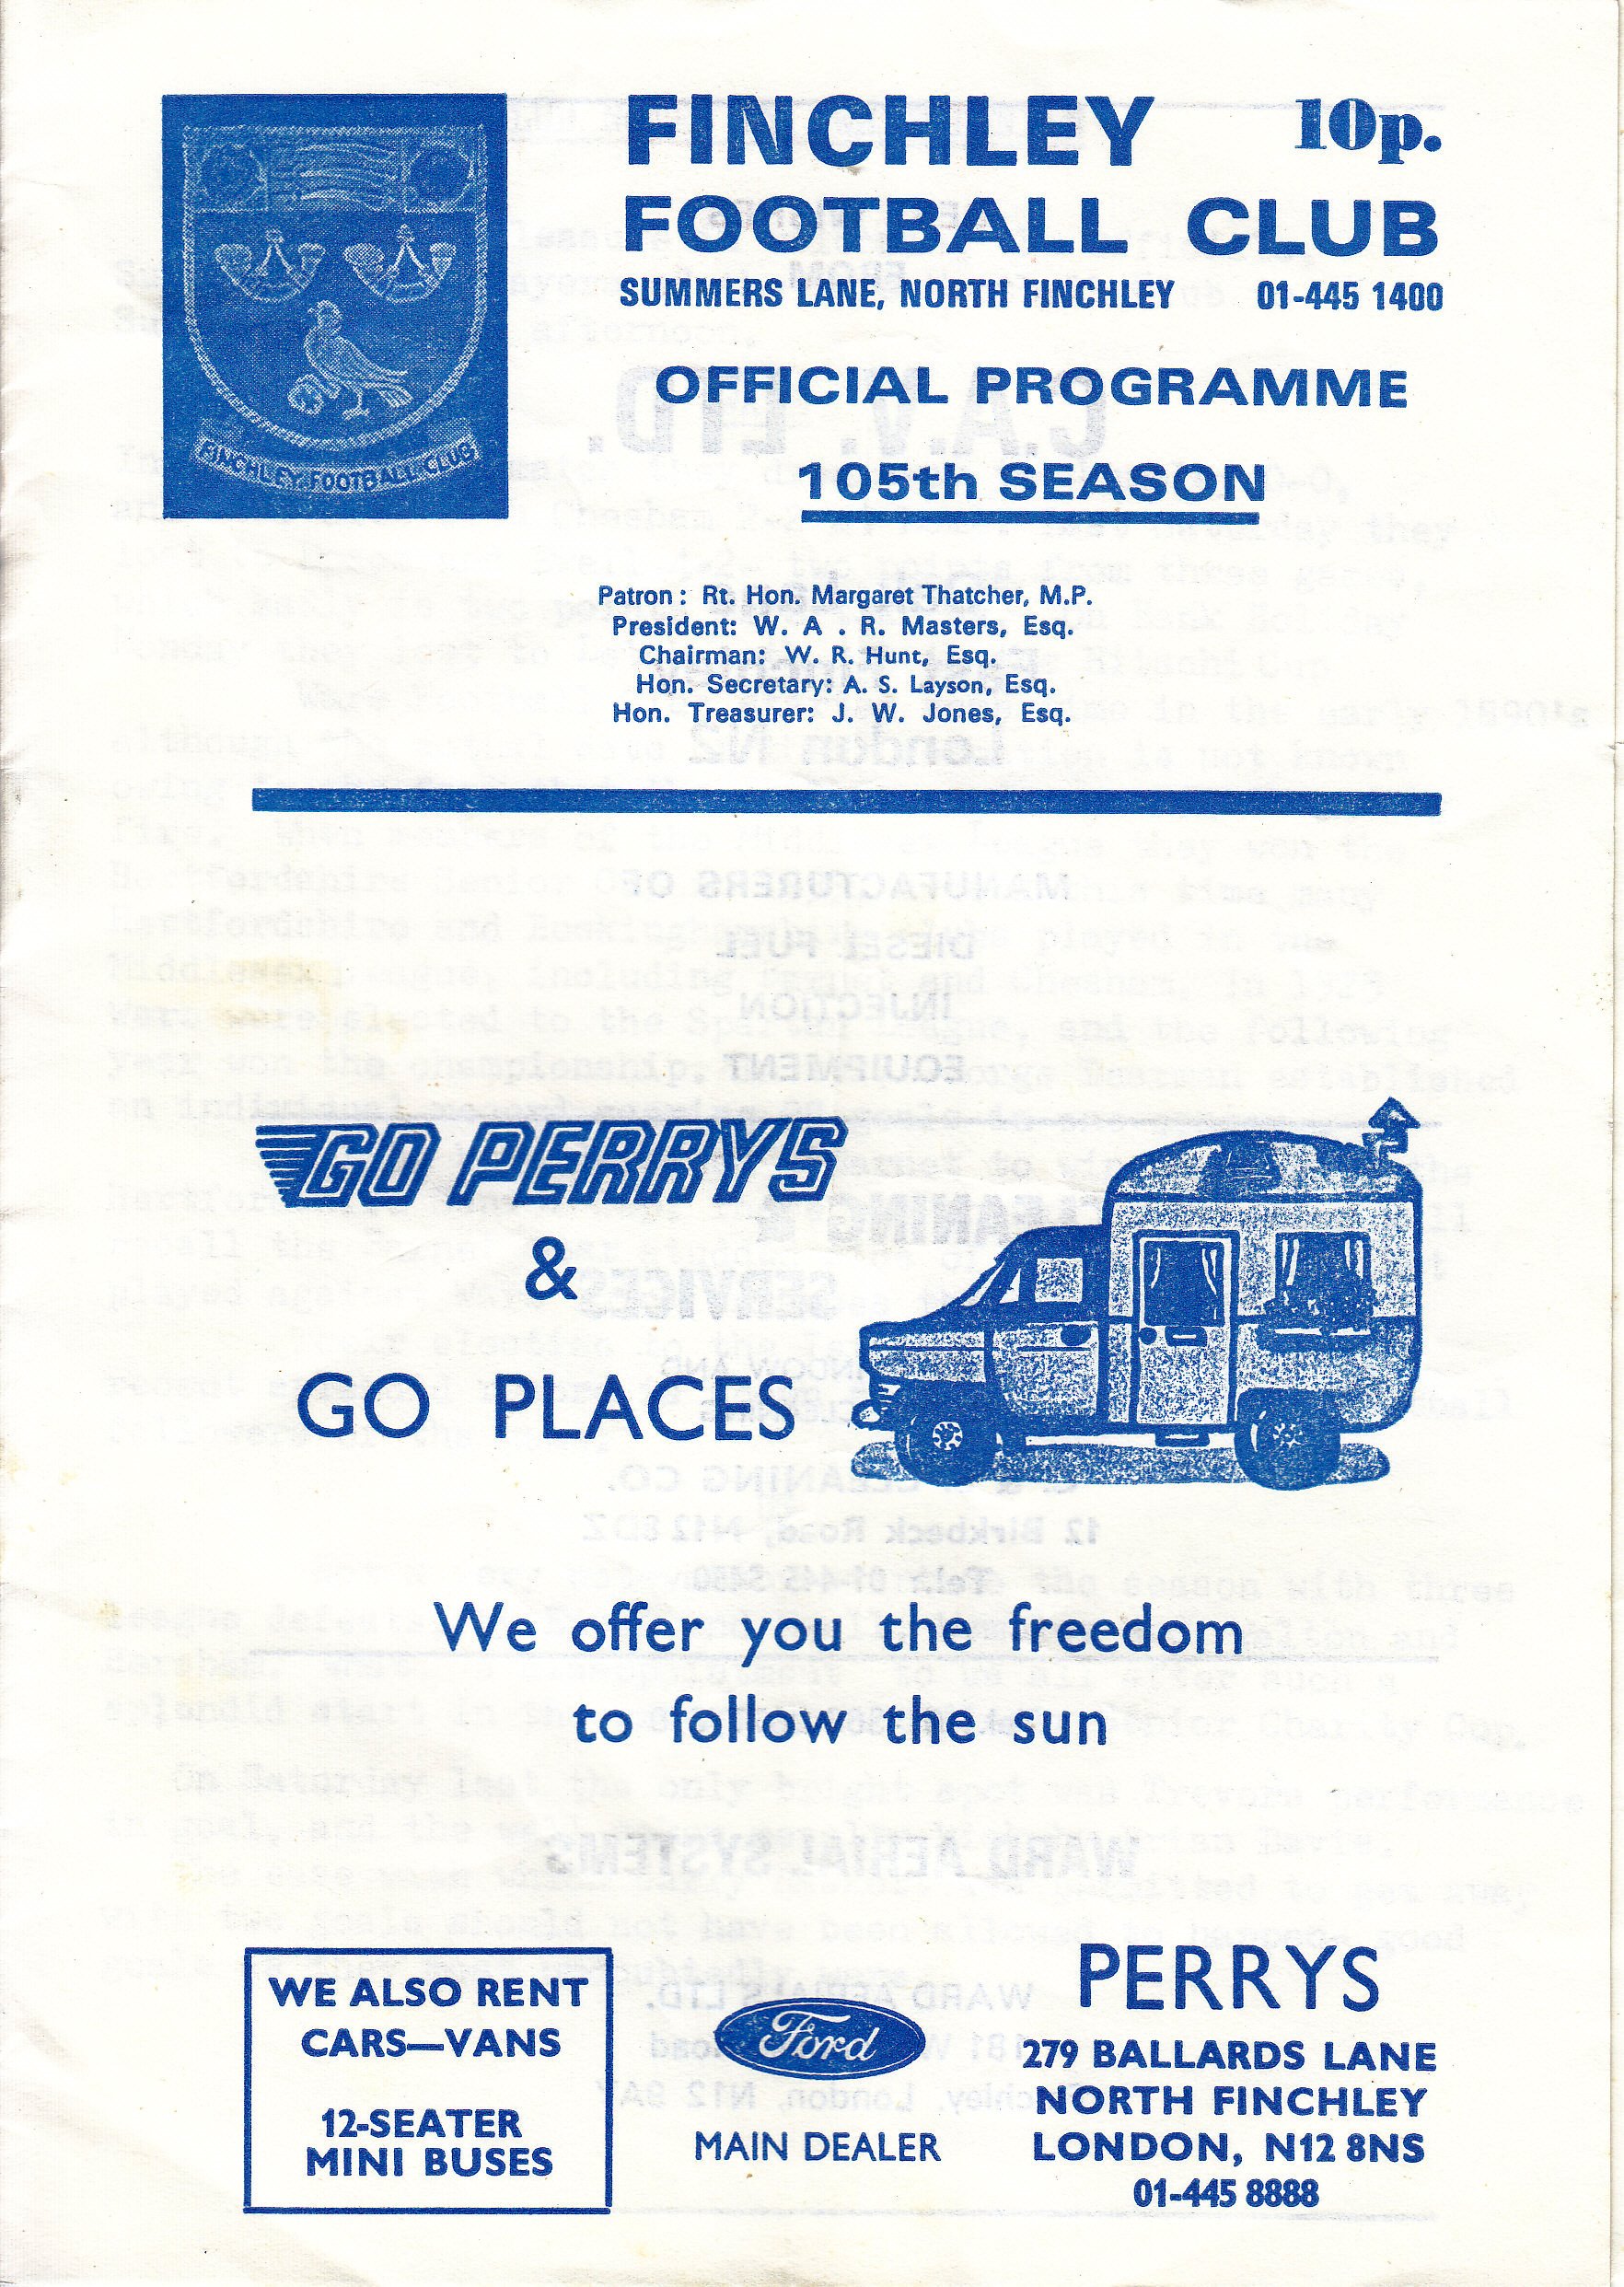 FINCHLEY 10p.
FOOTBALL CLUB
SUMMERS LANE, NORTH FINCHLEY 01-445 1400
OFFICIAL PROGRAMME
105th SEASON
FINCHLEY FOOTBALL CLUB
Patron : Rt. Hon. Margaret Thatcher, M.P.
President: W. A . R. Masters, Esq.
Chairman: W. R. Hunt, Esq.
Hon. Secretary: A. S. Layson, Esq.
Hon. Treasurer: J. W. Jones, Esq.
GO PERRYS
&
GO PLACES
We offer you the freedom
to follow the sun
WE ALSO RENT
CARS—VANS
12-SEATER
MINI BUSES
Ford
MAIN DEALER
PERRYS
279 BALLARDS LANE
NORTH FINCHLEY
LONDON, N12 8NS
01-445 8888